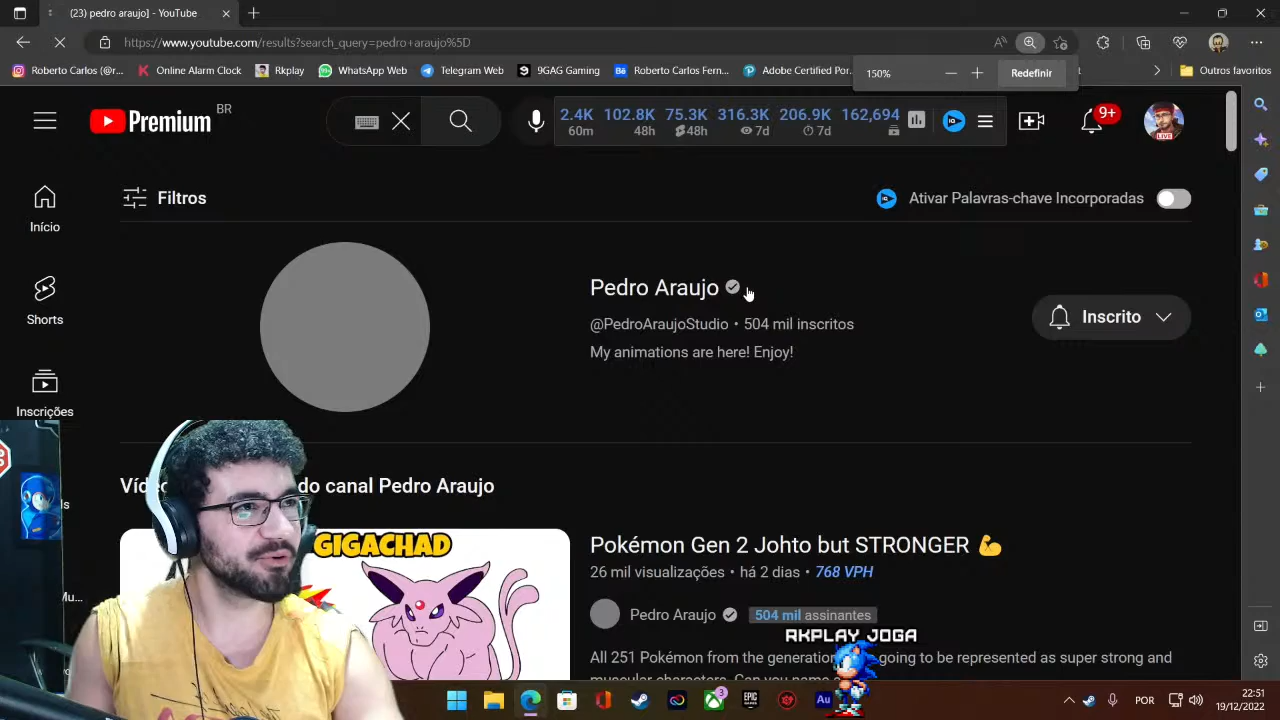 (23) pedro araujo] - YouTube
https://www.youtube.com/results?search_query=pedro+araujo%5D
Roberto Carlos (@r...
Online Alarm Clock
Rkplay
WhatsApp Web
Telegram Web
9GAG Gaming
Roberto Carlos Fern...
Adobe Certified Por...
Outros favoritos
150%
Redefinir
Premium
BR
2.4K 102.8K 75.3K 316.3K 206.9K 162,694
60m 48h 48h 7d 7d
9+
Início
Shorts
Inscrições
Filtros
Ativar Palavras-chave Incorporadas
Pedro Araujo
@PedroAraujoStudio • 504 mil inscritos
My animations are here! Enjoy!
Inscrito
do canal Pedro Araujo
GIGACHAD
Pokémon Gen 2 Johto but STRONGER
26 mil visualizações • há 2 dias • 768 VPH
Pedro Araujo 504 mil assinantes
RKPLAY JOGA
All 251 Pokémon from the generation going to be represented as super strong and
POR
22:51
19/12/2022